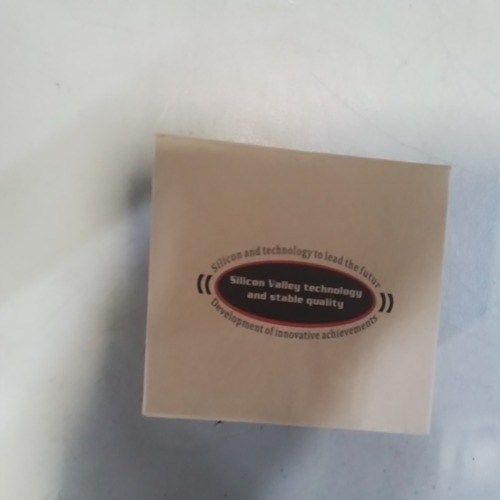 Silicon and technology to lead the futur
Silicon Valley technology
and stable quality
Development of innovative achievements